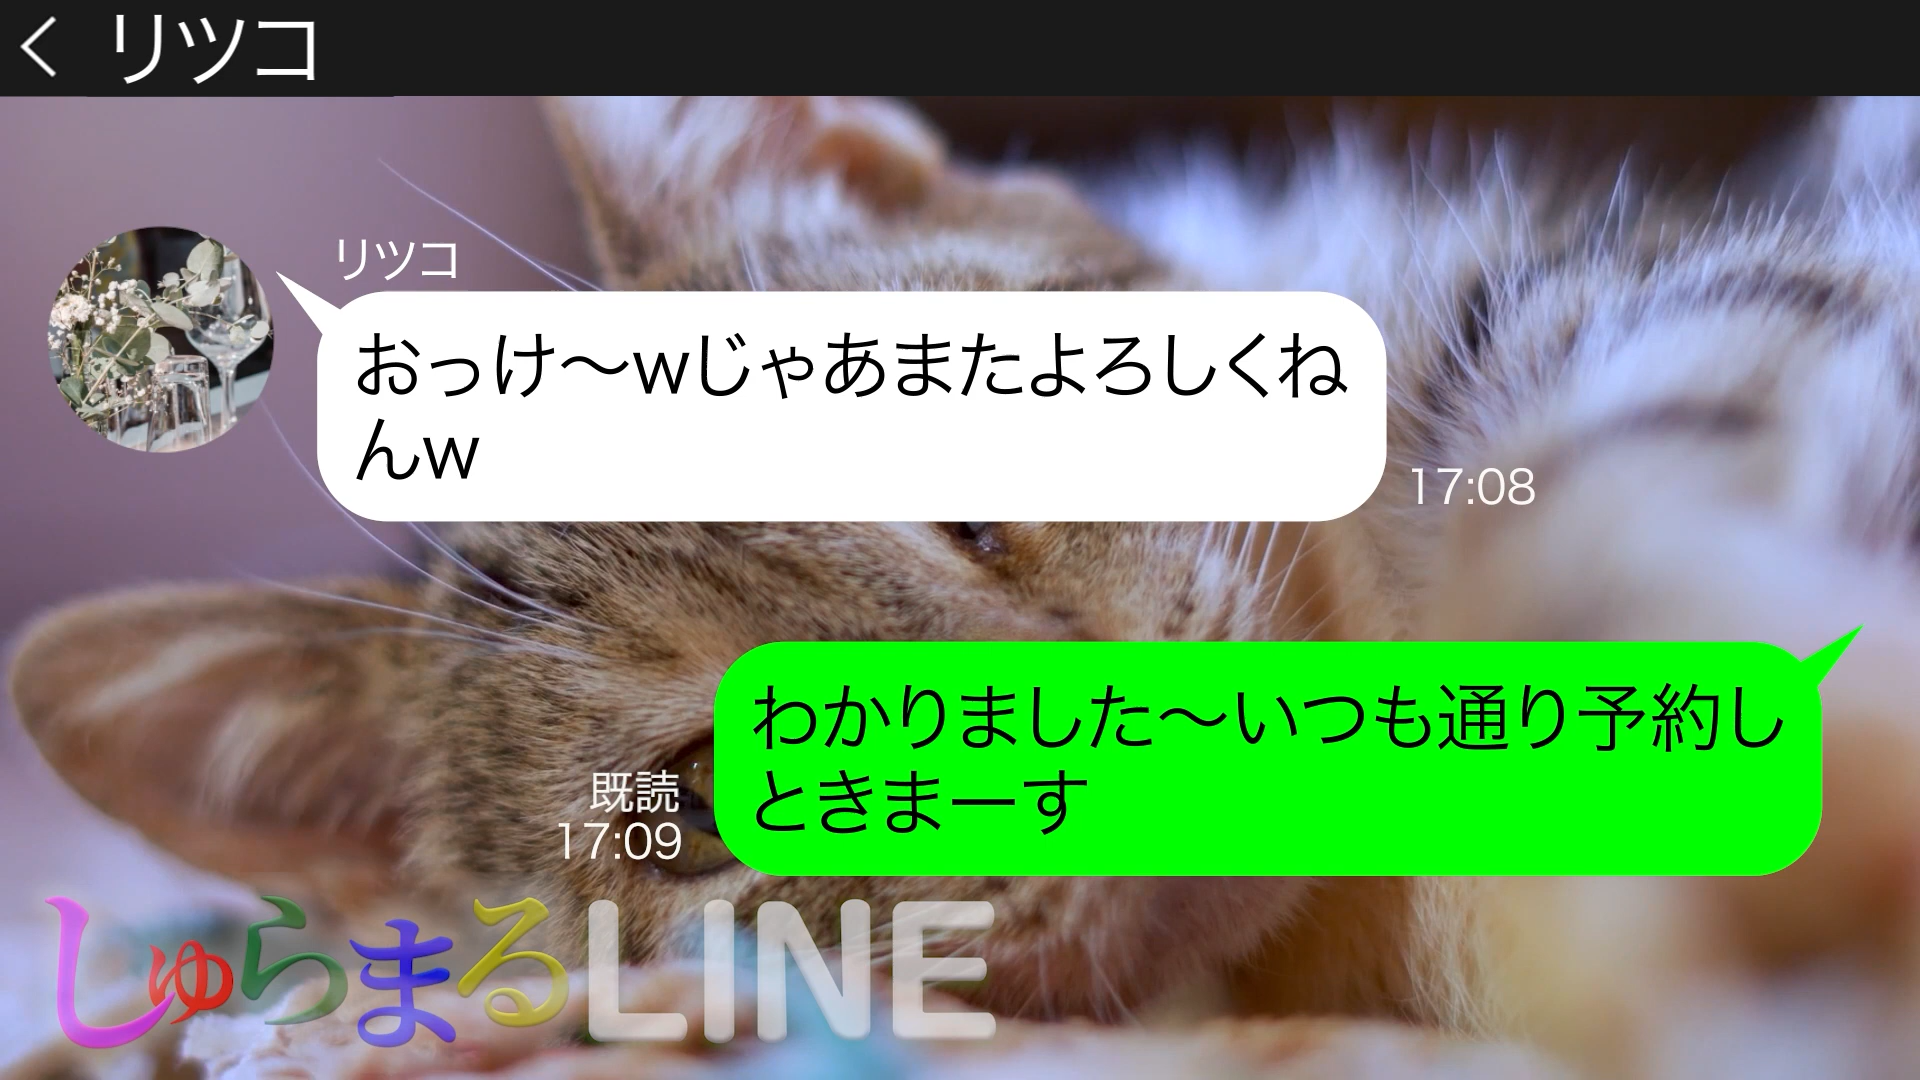 リツコ
リツコ
おっけ〜wじゃあまたよろしくね
んw
17:08
わかりました〜いつも通り予約し
ときまーす
既読
17:09
しゅらまるLINE